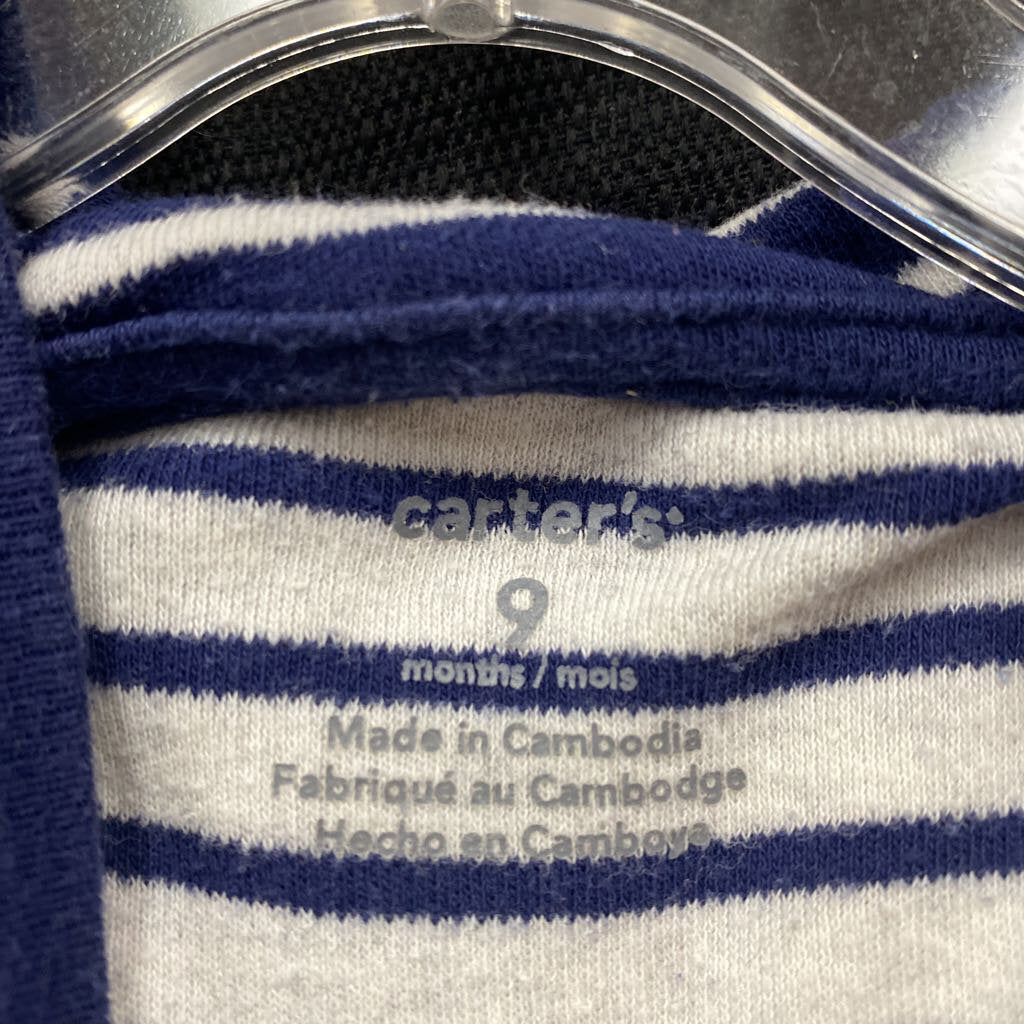 carter's
9
months / mois
Made in Cambodia
Fabriqué au Cambodge
Hecho en Camboya